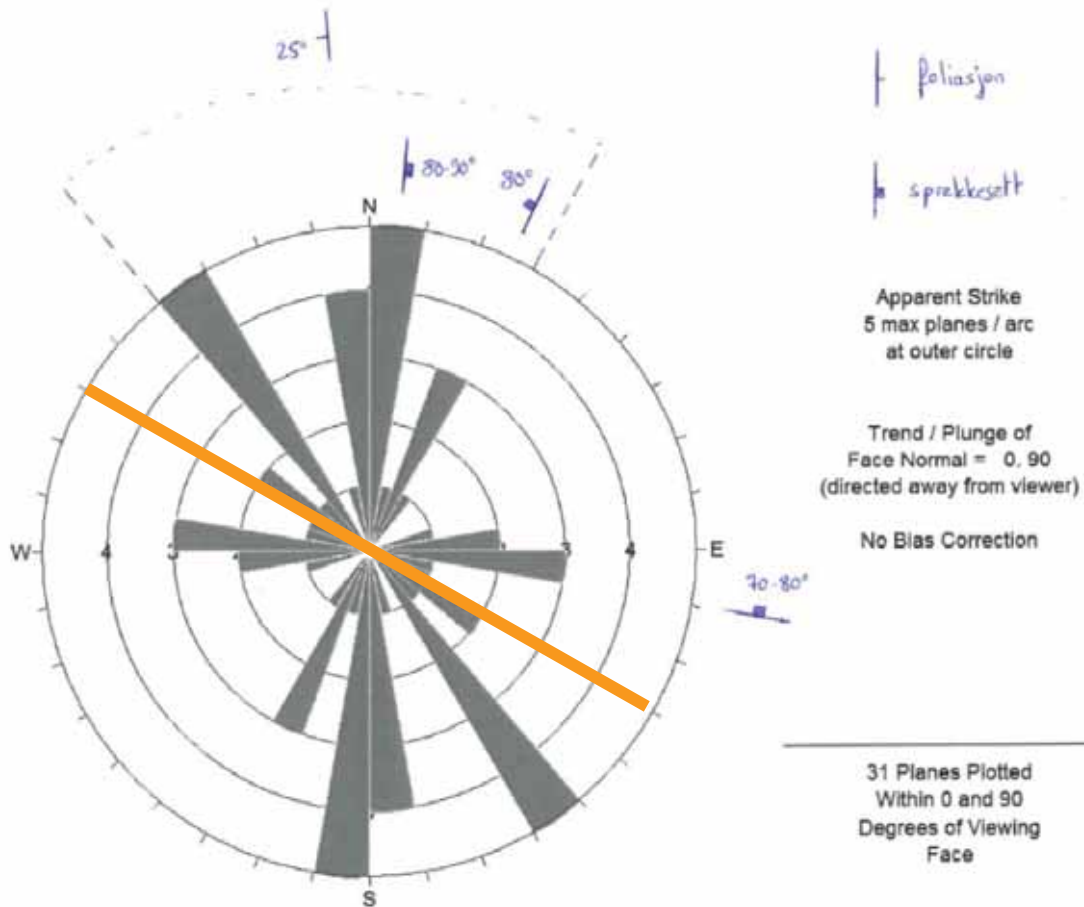 25°
foliasjon
80-90°
80°
sprekkesett
N
Apparent Strike
5 max planes / arc
at outer circle
Trend / Plunge of
Face Normal = 0, 90
(directed away from viewer)
No Bias Correction
W
4
3
2
3
4
E
70-80°
31 Planes Plotted
Within 0 and 90
Degrees of Viewing
Face
S